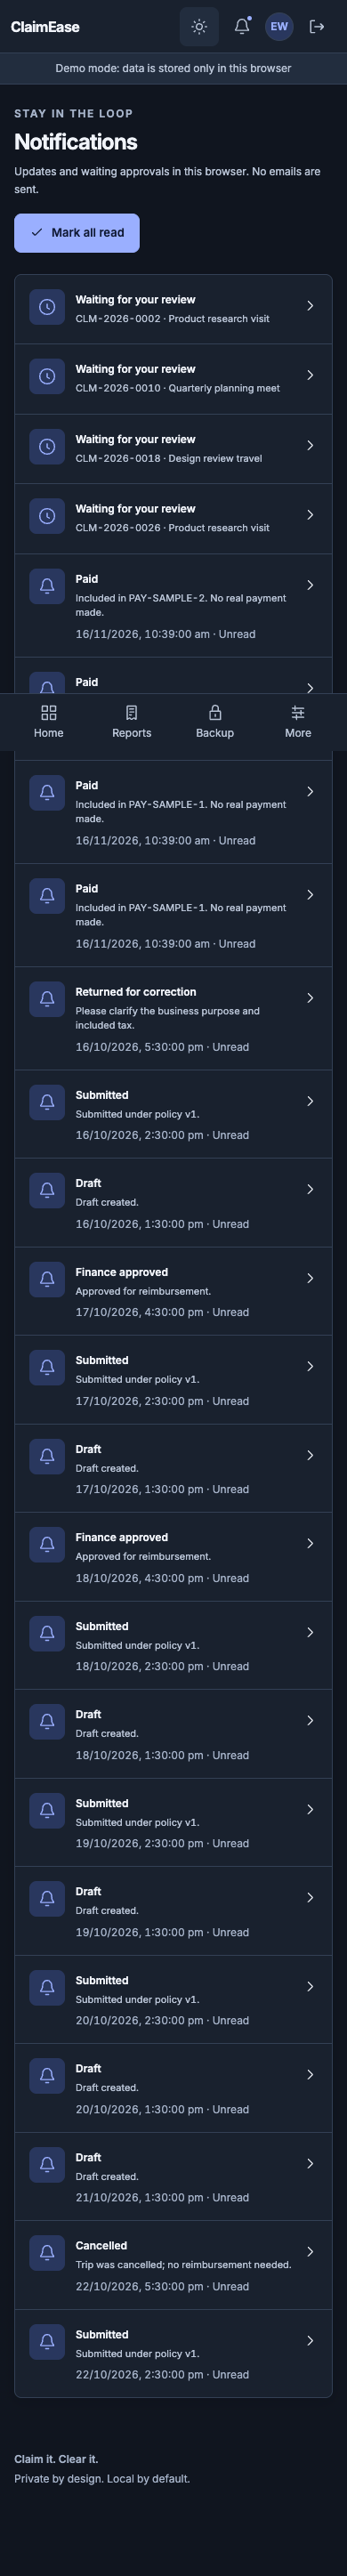 ClaimEase
EW
Demo mode: data is stored only in this browser
STAY IN THE LOOP
Notifications
Updates and waiting approvals in this browser. No emails are
sent.
Mark all read
Waiting for your review
CLM-2026-0002 · Product research visit
Waiting for your review
CLM-2026-0010 · Quarterly planning meet
Waiting for your review
CLM-2026-0018 · Design review travel
Waiting for your review
CLM-2026-0026 · Product research visit
Paid
Included in PAY-SAMPLE-2. No real payment
made.
16/11/2026, 10:39:00 am · Unread
Paid
Home
Reports
Backup
More
Paid
Included in PAY-SAMPLE-1. No real payment
made.
16/11/2026, 10:39:00 am · Unread
Paid
Included in PAY-SAMPLE-1. No real payment
made.
16/11/2026, 10:39:00 am · Unread
Returned for correction
Please clarify the business purpose and
included tax.
16/10/2026, 5:30:00 pm · Unread
Submitted
Submitted under policy v1.
16/10/2026, 2:30:00 pm · Unread
Draft
Draft created.
16/10/2026, 1:30:00 pm · Unread
Finance approved
Approved for reimbursement.
17/10/2026, 4:30:00 pm · Unread
Submitted
Submitted under policy v1.
17/10/2026, 2:30:00 pm · Unread
Draft
Draft created.
17/10/2026, 1:30:00 pm · Unread
Finance approved
Approved for reimbursement.
18/10/2026, 4:30:00 pm · Unread
Submitted
Submitted under policy v1.
18/10/2026, 2:30:00 pm · Unread
Draft
Draft created.
18/10/2026, 1:30:00 pm · Unread
Submitted
Submitted under policy v1.
19/10/2026, 2:30:00 pm · Unread
Draft
Draft created.
19/10/2026, 1:30:00 pm · Unread
Submitted
Submitted under policy v1.
20/10/2026, 2:30:00 pm · Unread
Draft
Draft created.
20/10/2026, 1:30:00 pm · Unread
Draft
Draft created.
21/10/2026, 1:30:00 pm · Unread
Cancelled
Trip was cancelled; no reimbursement needed.
22/10/2026, 5:30:00 pm · Unread
Submitted
Submitted under policy v1.
22/10/2026, 2:30:00 pm · Unread
Claim it. Clear it.
Private by design. Local by default.